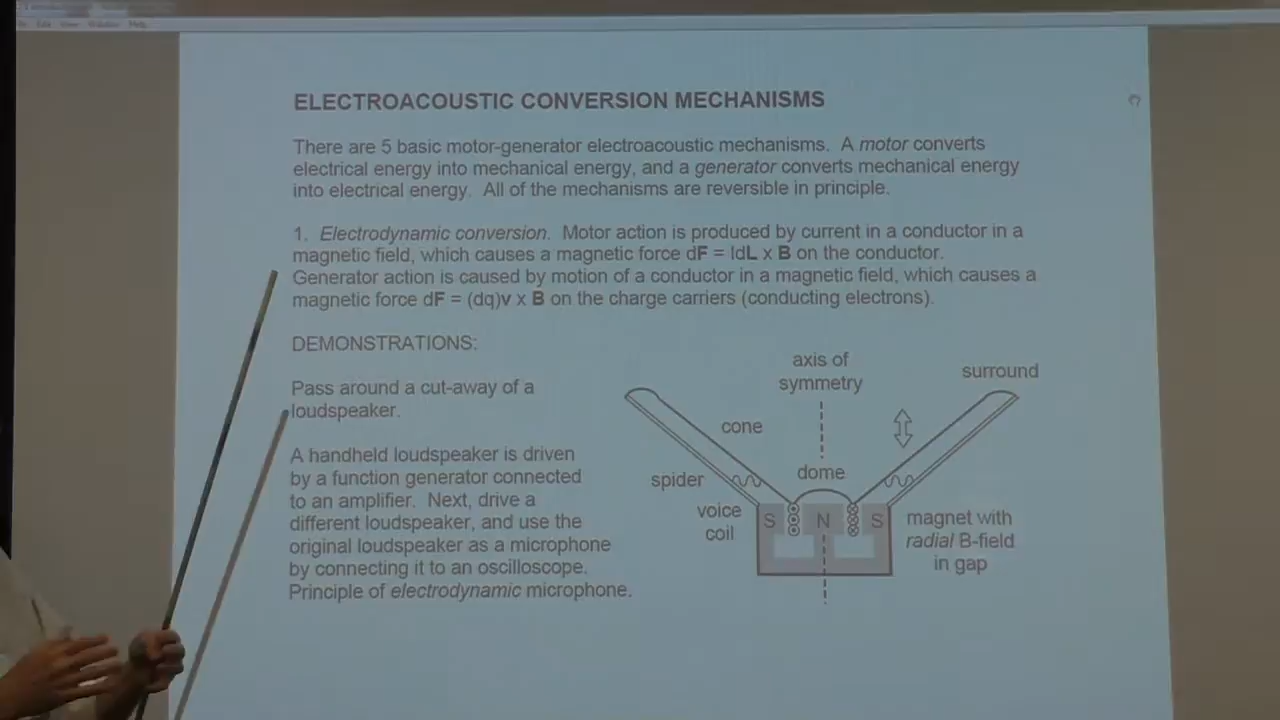 Edit View Window Help
ELECTROACOUSTIC CONVERSION MECHANISMS
There are 5 basic motor-generator electroacoustic mechanisms. A motor converts
electrical energy into mechanical energy, and a generator converts mechanical energy
into electrical energy. All of the mechanisms are reversible in principle.
1. Electrodynamic conversion. Motor action is produced by current in a conductor in a
magnetic field, which causes a magnetic force dF = IdL x B on the conductor.
Generator action is caused by motion of a conductor in a magnetic field, which causes a
magnetic force dF = (dq)v x B on the charge carriers (conducting electrons).
DEMONSTRATIONS:
Pass around a cut-away of a
loudspeaker.
A handheld loudspeaker is driven
by a function generator connected
to an amplifier. Next, drive a
different loudspeaker, and use the
original loudspeaker as a microphone
by connecting it to an oscilloscope.
Principle of electrodynamic microphone.
axis of
symmetry
surround
cone
dome
spider
voice
coil
S N S
magnet with
radial B-field
in gap